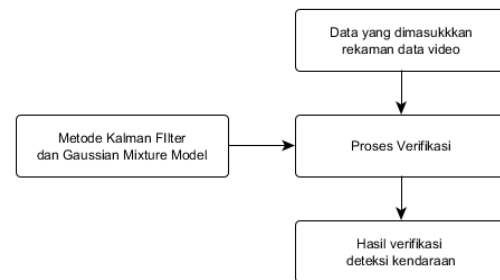 Data yang dimasukkkan
rekaman data video
Metode Kalman FIlter
dan Gaussian Mixture Model
Proses Verifikasi
Hasil verifikasi
deteksi kendaraan